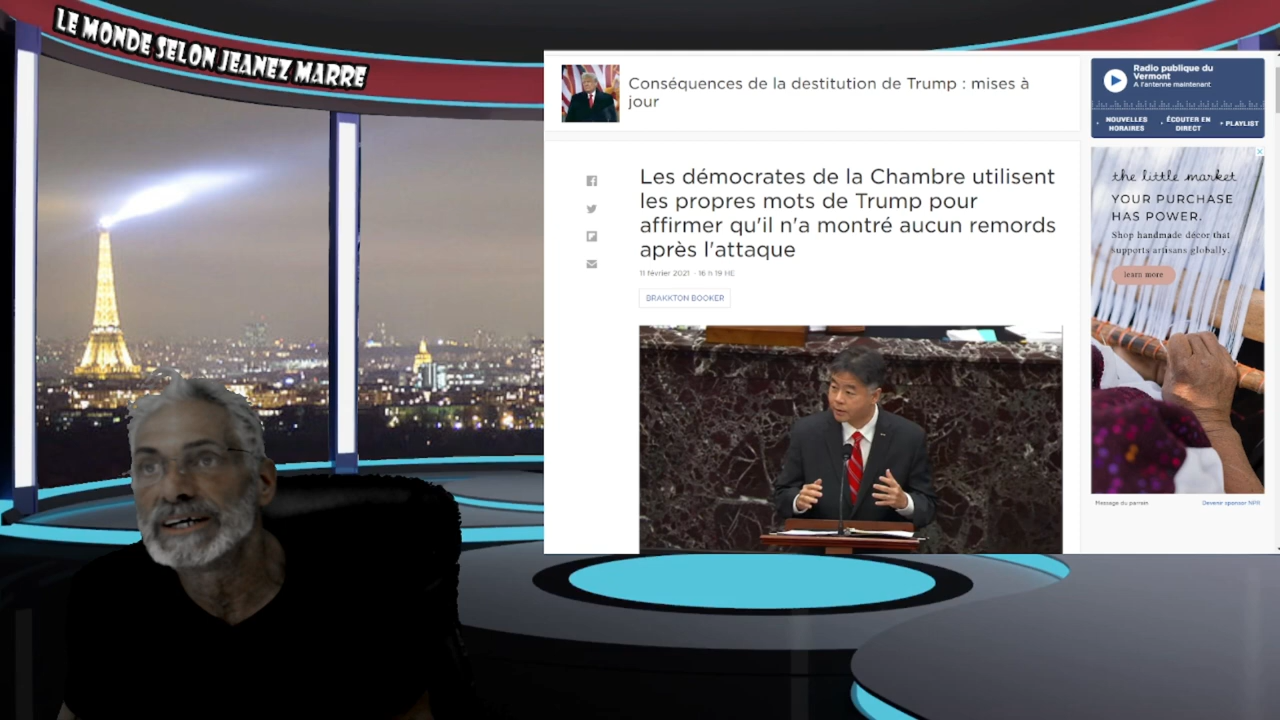 LE MONDE SELON JEANEZ MARRE
Conséquences de la destitution de Trump : mises à
jour
Les démocrates de la Chambre utilisent
les propres mots de Trump pour
affirmer qu'il n'a montré aucun remords
après l'attaque
11 février 2021 · 16 h 19 HE
BRAKKTON BOOKER
Radio publique du
Vermont
A l'antenne maintenant
NOUVELLES
HORAIRES
ÉCOUTER EN
DIRECT
PLAYLIST
the little market
YOUR PURCHASE
HAS POWER.
Shop handmade décor that
supports artisans globally.
learn more
Message du parrain
Devenir sponsor NPR